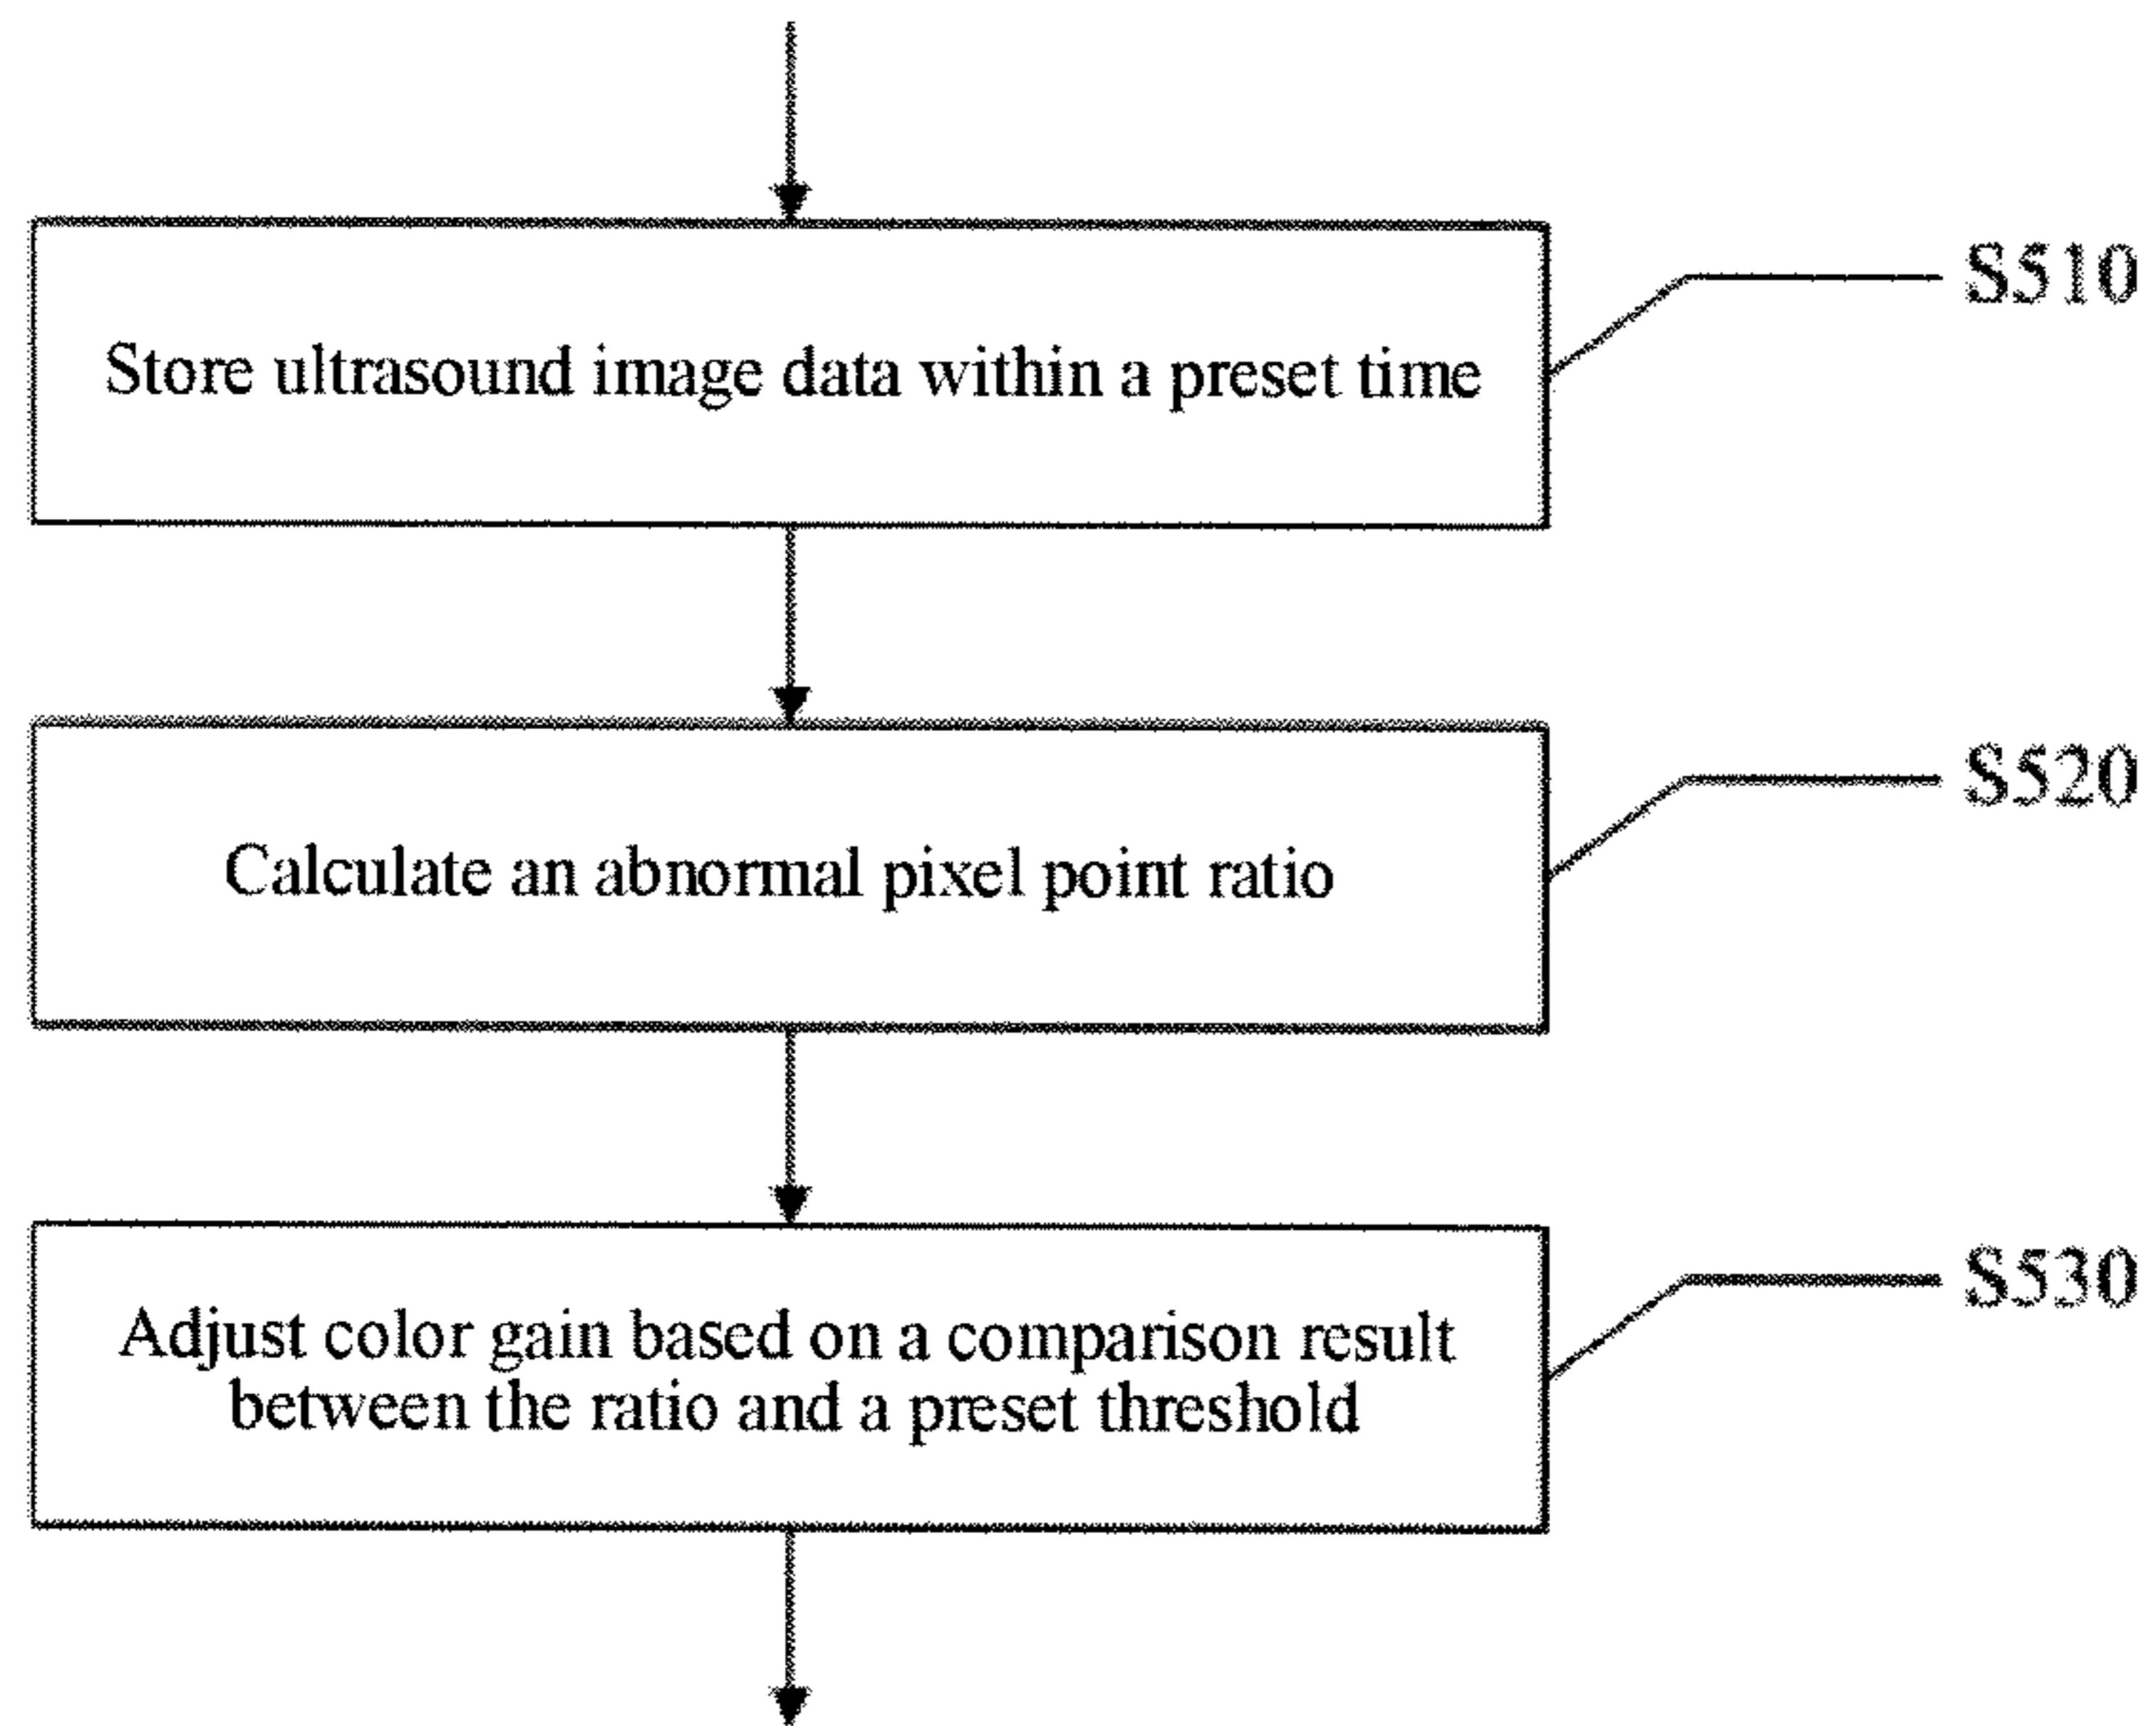 S510
Store ultrasound image data within a preset time
S520
Calculate an abnormal pixel point ratio
S530
Adjust color gain based on a comparison result
between the ratio and a preset threshold